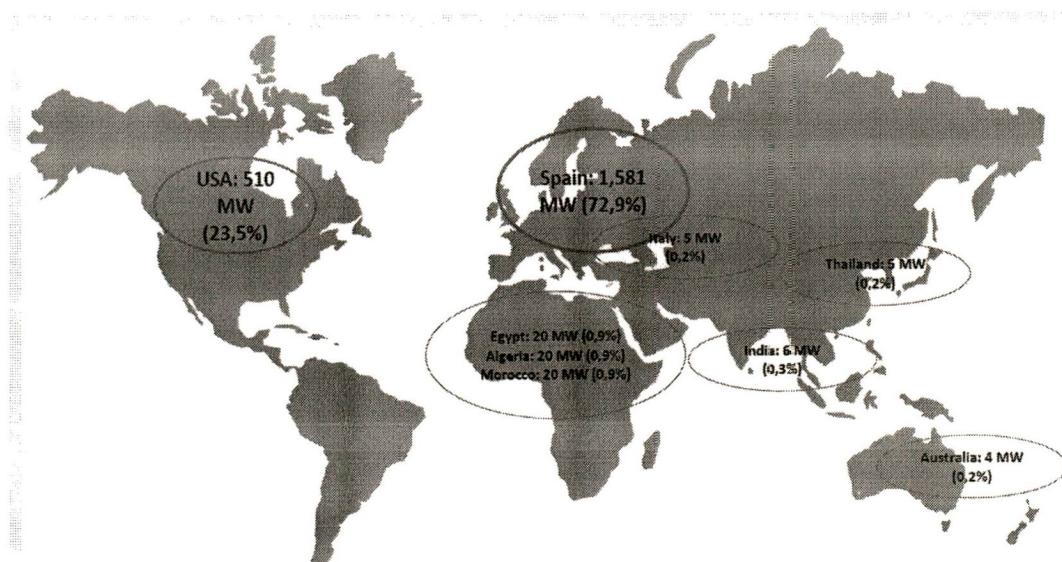 USA: 510
MW
(23,5%)
Spain: 1,581
MW (72,9%)
Italy: 5 MW
(0,2%)
Thailand: 5 MW
(0,2%)
Egypt: 20 MW (0,9%)
Algeria: 20 MW (0,9%)
Morocco: 20 MW (0,9%)
India: 6 MW
(0,3%)
Australia: 4 MW
(0,2%)